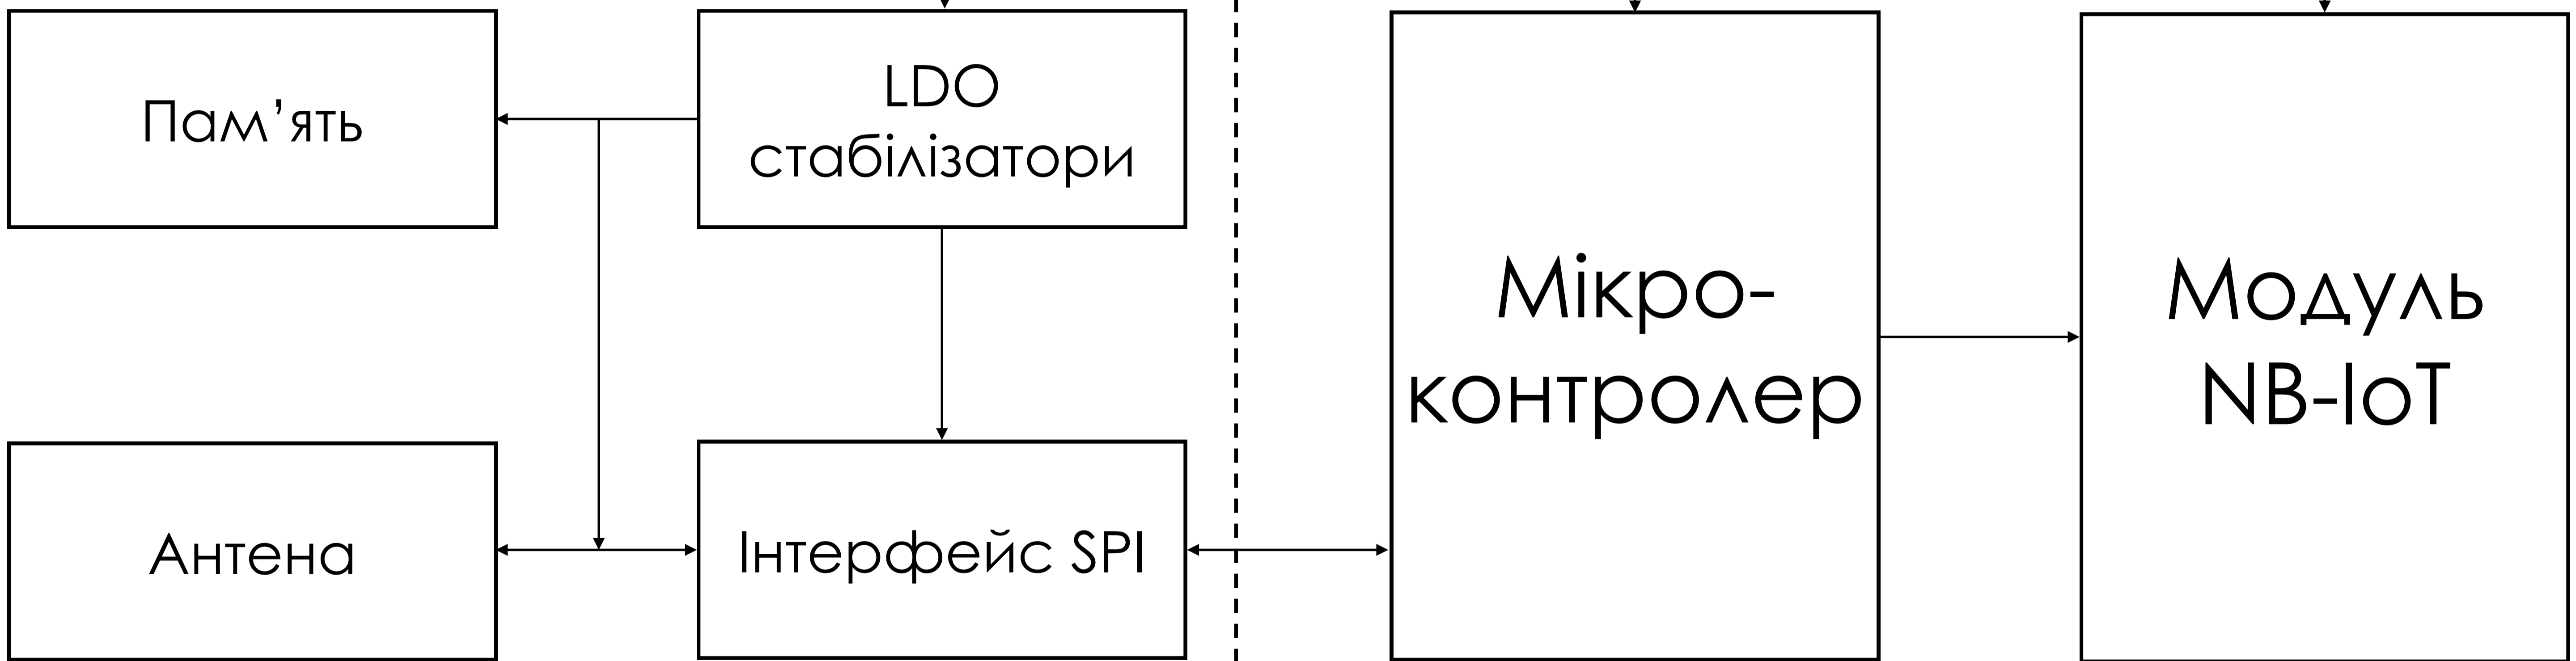 Пам’ять
LDO
стабілізатори
Мікро-
контролер
Модуль
NB-IoT
Антена
Інтерфейс SPI